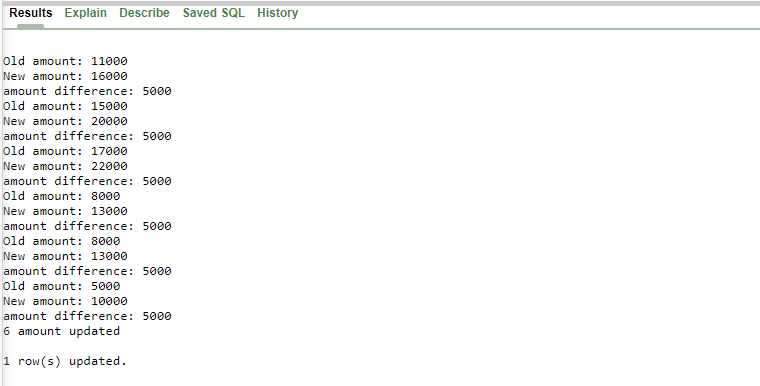 Results Explain Describe Saved SQL History
Old amount: 11000
New amount: 16000
amount difference: 5000
Old amount: 15000
New amount: 20000
amount difference: 5000
Old amount: 17000
New amount: 22000
amount difference: 5000
Old amount: 8000
New amount: 13000
amount difference: 5000
Old amount: 8000
New amount: 13000
amount difference: 5000
Old amount: 5000
New amount: 10000
amount difference: 5000
6 amount updated
1 row(s) updated.